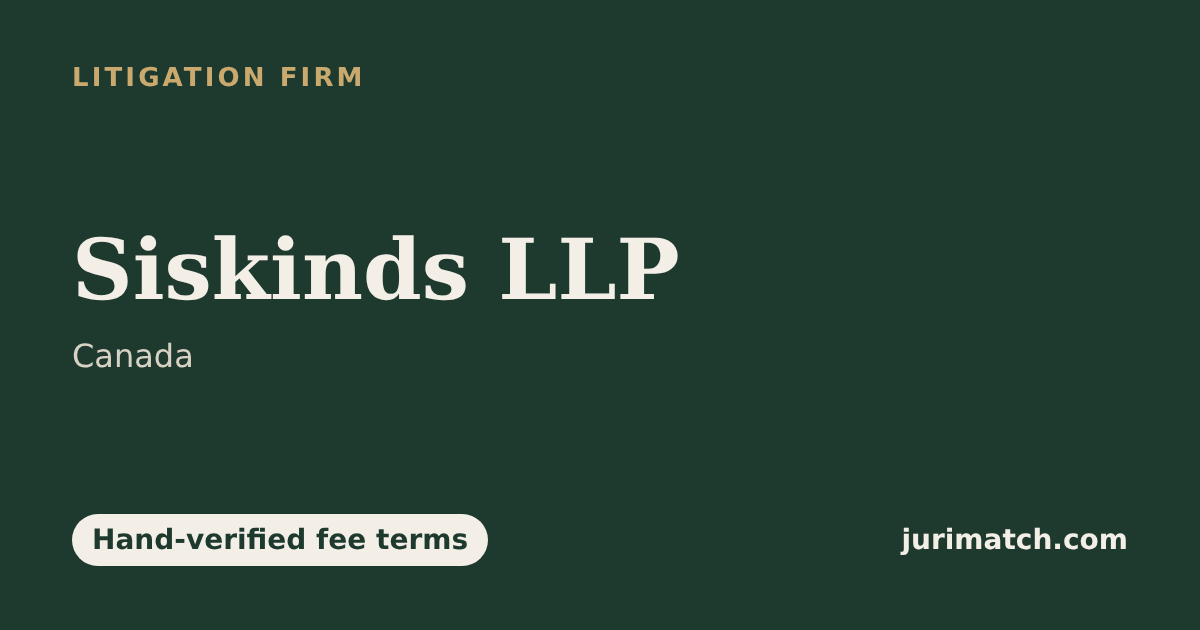 LITIGATION FIRM
Siskinds LLP
Canada
Hand-verified fee terms
jurimatch.com